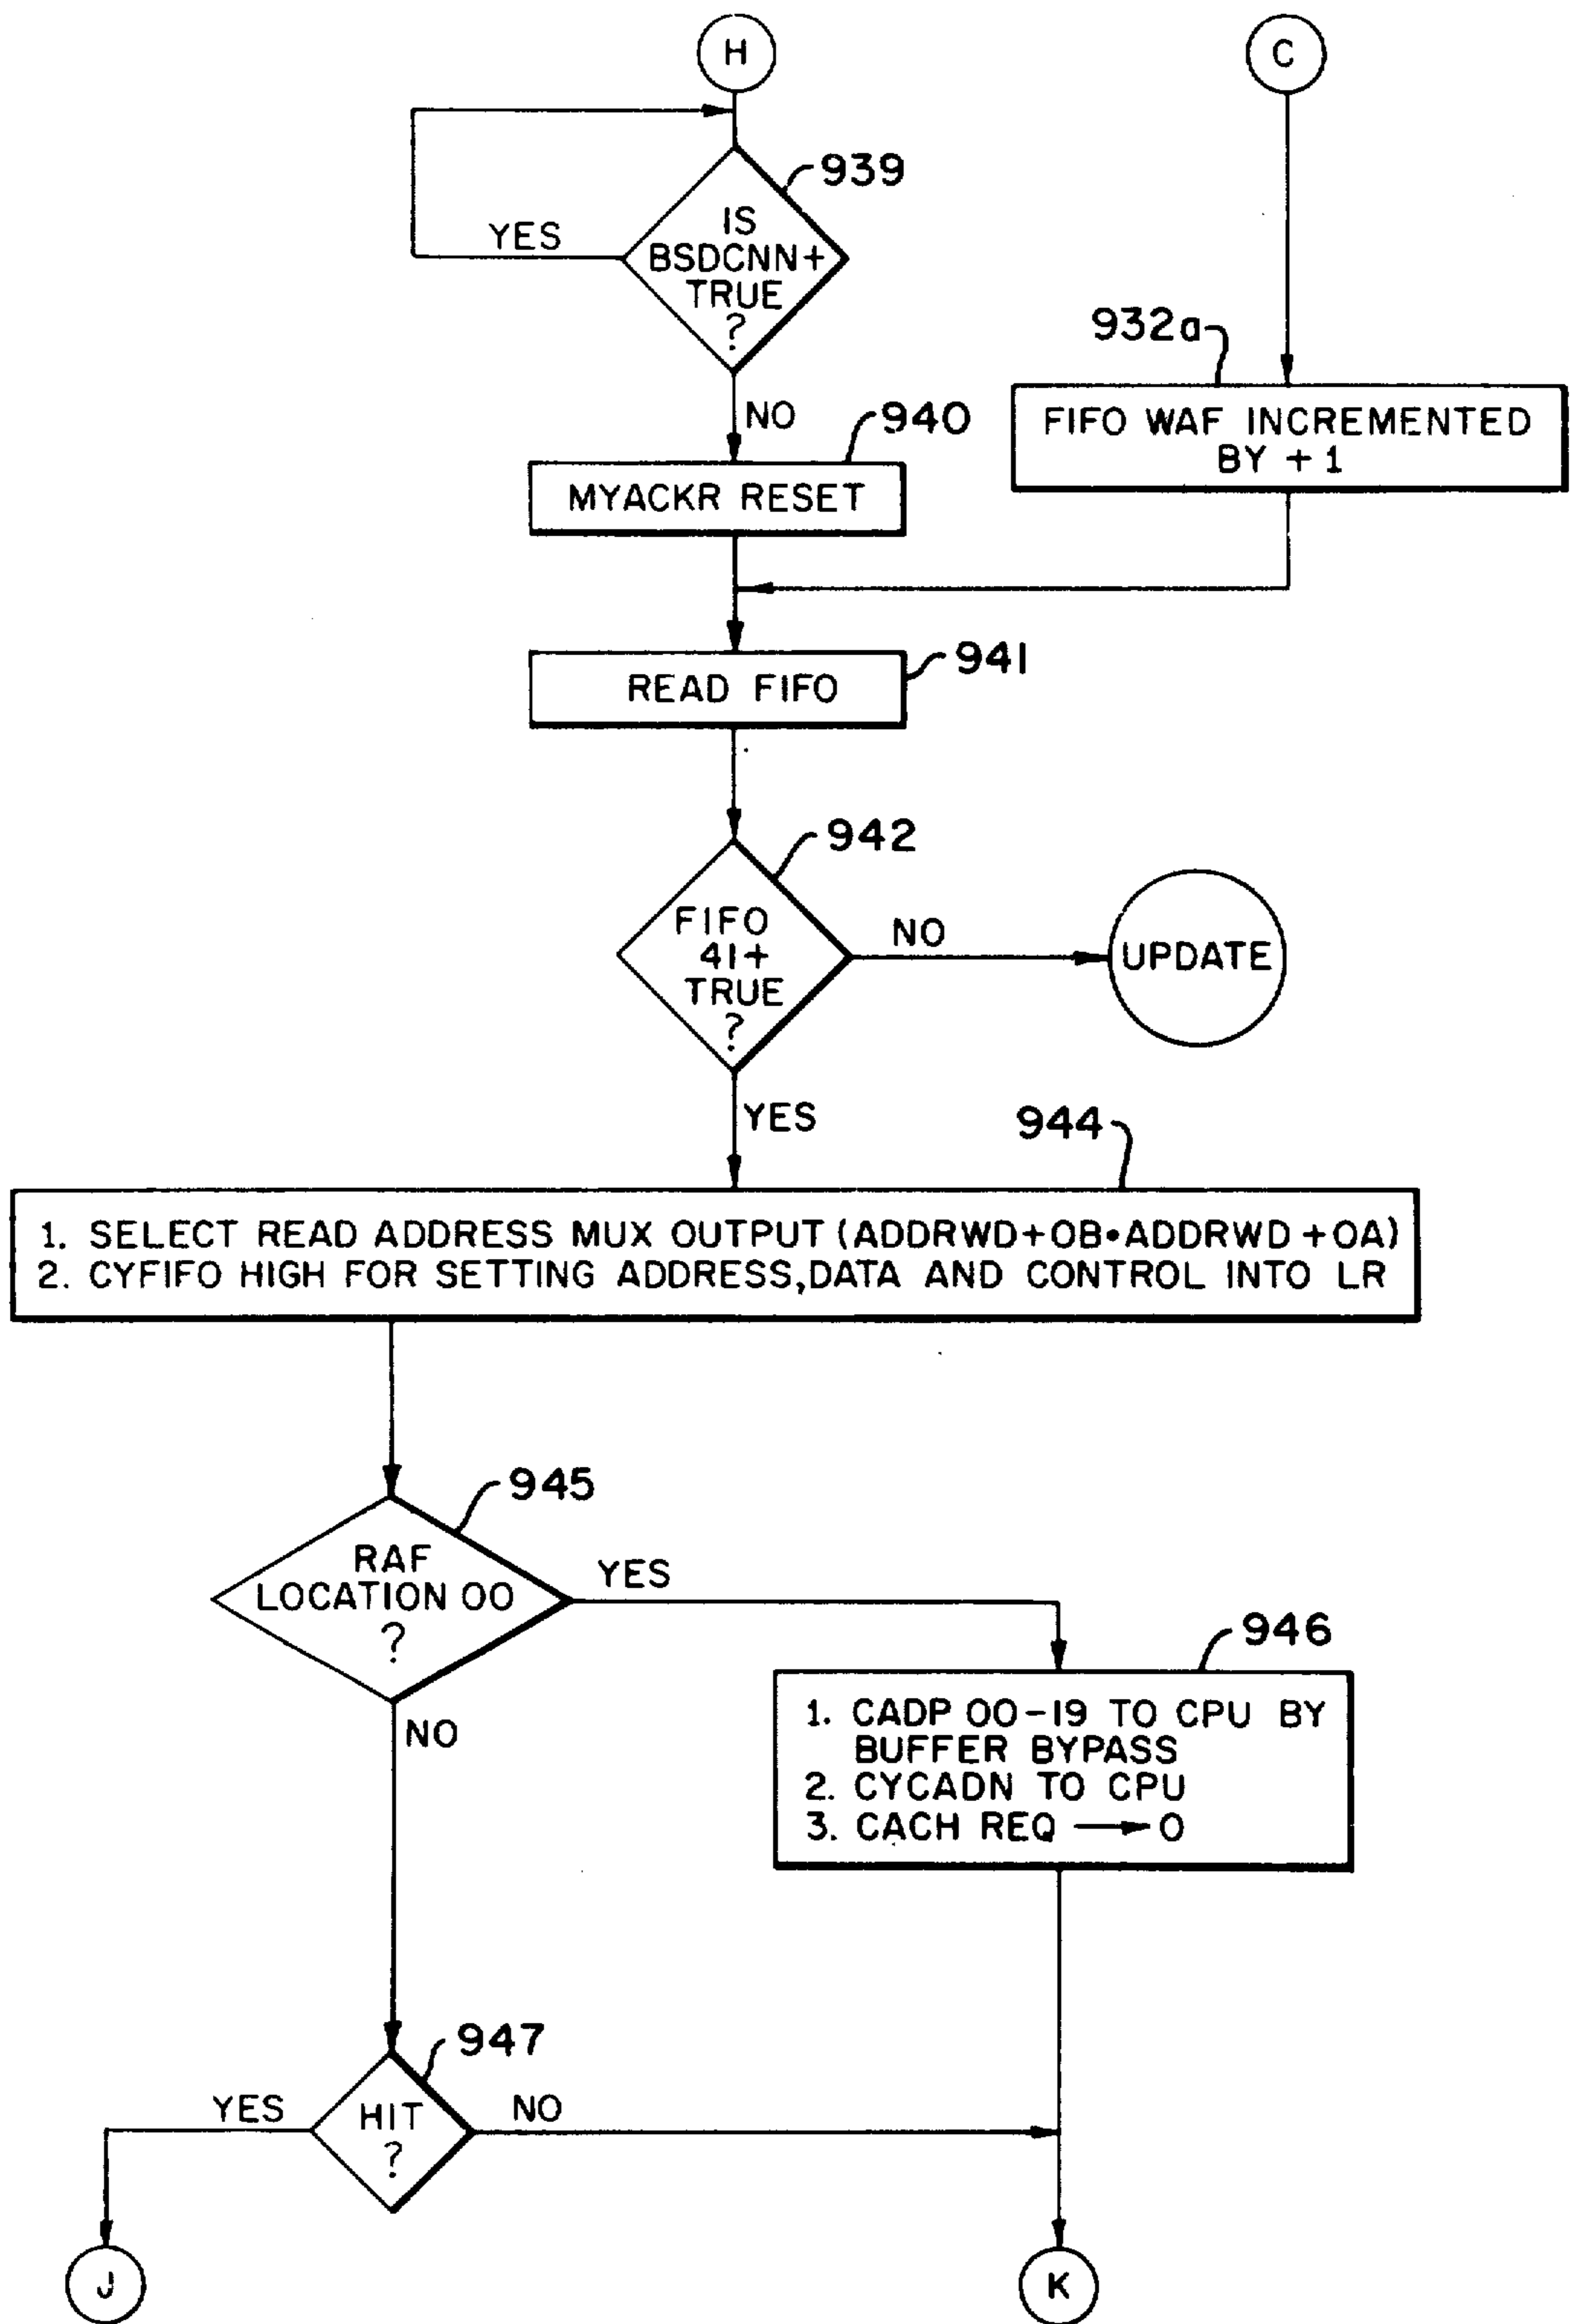 H
C
939
IS
BSDCNN+
TRUE
?
YES
NO
932a
FIFO WAF INCREMENTED
BY + 1
940
MYACKR RESET
941
READ FIFO
942
FIFO
41+
TRUE
?
NO
UPDATE
YES
944
1. SELECT READ ADDRESS MUX OUTPUT (ADDRWD+0B•ADDRWD +0A)
2. CYFIFO HIGH FOR SETTING ADDRESS,DATA AND CONTROL INTO LR
945
RAF
LOCATION 00
?
YES
NO
946
1. CADP 00-19 TO CPU BY
BUFFER BYPASS
2. CYCADN TO CPU
3. CACH REQ → 0
947
HIT
?
YES
NO
J
K